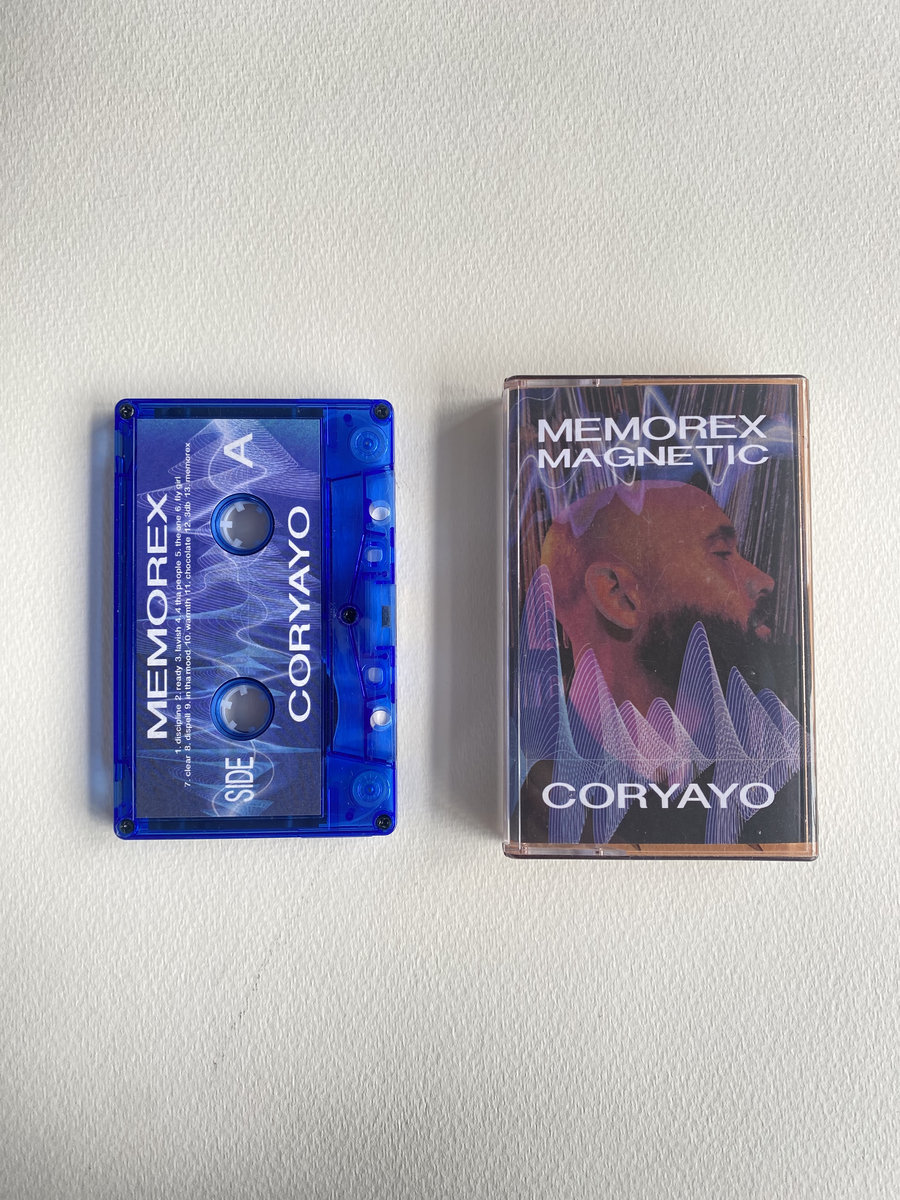 MEMOREX
1. discipline 2. ready 3. lavish 4. 4 tha people 5. the one 6. fly girl
7. clear 8. dispell 9. in tha mood 10. warmth 11. chocolate 12. 3db 13. memorex
SIDE A
CORYAYO
MEMOREX
MAGNETIC
CORYAYO